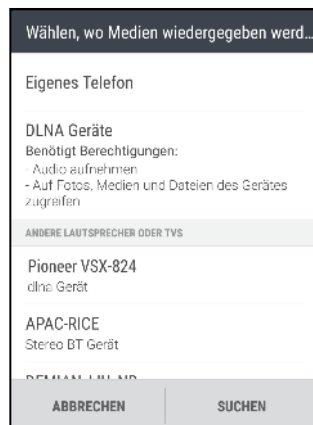 Wählen, wo Medien wiedergegeben werd...
Eigenes Telefon
DLNA Geräte
Benötigt Berechtigungen:
- Audio aufnehmen
- Auf Fotos, Medien und Dateien des Gerätes
zugreifen
ANDERE LAUTSPRECHER ODER TVS
Pioneer VSX-824
dlna Gerät
APAC-RICE
Stereo BT Gerät
ABBRECHEN
SUCHEN